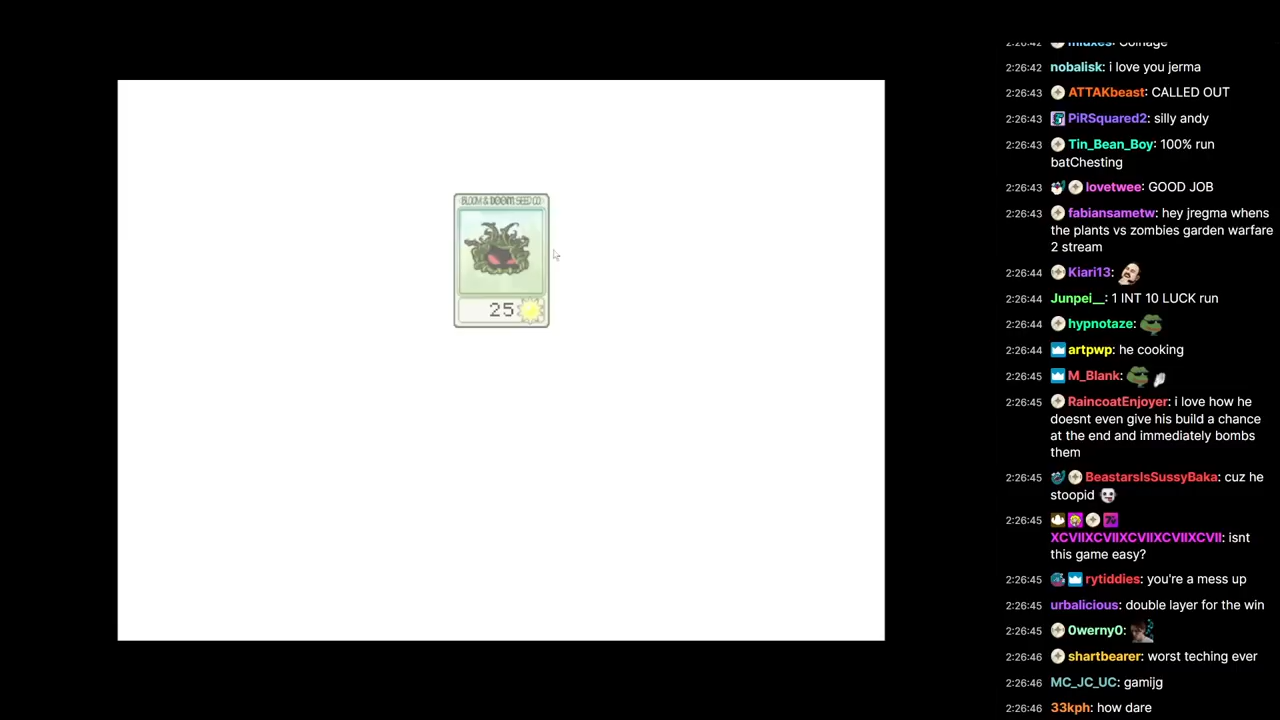 BLOOM & DOOM SEED CO
25
2:26:42 miuxes: Coinage
2:26:42 nobalisk: i love you jerma
2:26:43 ATTAKbeast: CALLED OUT
2:26:43 PiRSquared2: silly andy
2:26:43 Tin_Bean_Boy: 100% run
batChesting
2:26:43 lovetwee: GOOD JOB
2:26:43 fabiansametw: hey jregma whens
the plants vs zombies garden warfare
2 stream
2:26:44 Kiari13:
2:26:44 Junpei__: 1 INT 10 LUCK run
2:26:44 hypnotaze:
2:26:44 artpwp: he cooking
2:26:45 M_Blank:
2:26:45 RaincoatEnjoyer: i love how he
doesnt even give his build a chance
at the end and immediately bombs
them
2:26:45 BeastarsIsSussyBaka: cuz he
stoopid
2:26:45
XCVIIXCVIIXCVIIXCVIIXCVII: isnt
this game easy?
2:26:45 rytiddies: you're a mess up
2:26:45 urbalicious: double layer for the win
2:26:45 0werny0:
2:26:46 shartbearer: worst teching ever
2:26:46 MC_JC_UC: gamijg
2:26:46 33kph: how dare